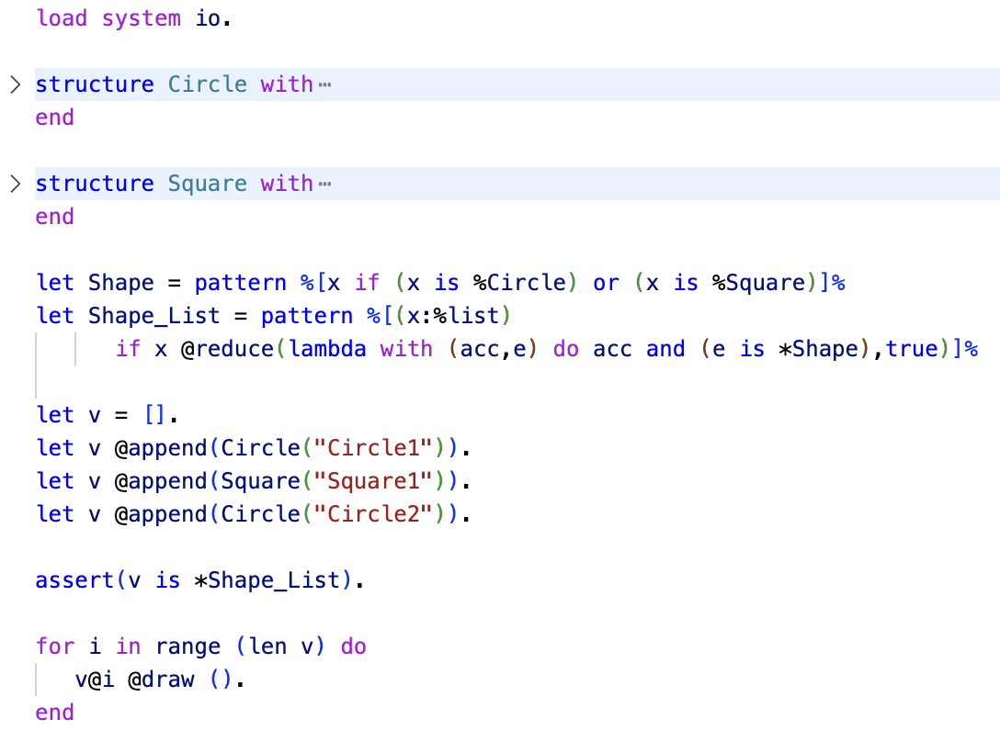 load system io.
structure Circle with⋯
end
structure Square with⋯
end
let Shape = pattern %[x if (x is %Circle) or (x is %Square)]%
let Shape_List = pattern %[(x:%list)
if x @reduce(lambda with (acc,e) do acc and (e is *Shape),true)]%
let v = [].
let v @append(Circle("Circle1")).
let v @append(Square("Square1")).
let v @append(Circle("Circle2")).
assert(v is *Shape_List).
for i in range (len v) do
v@i @draw ().
end